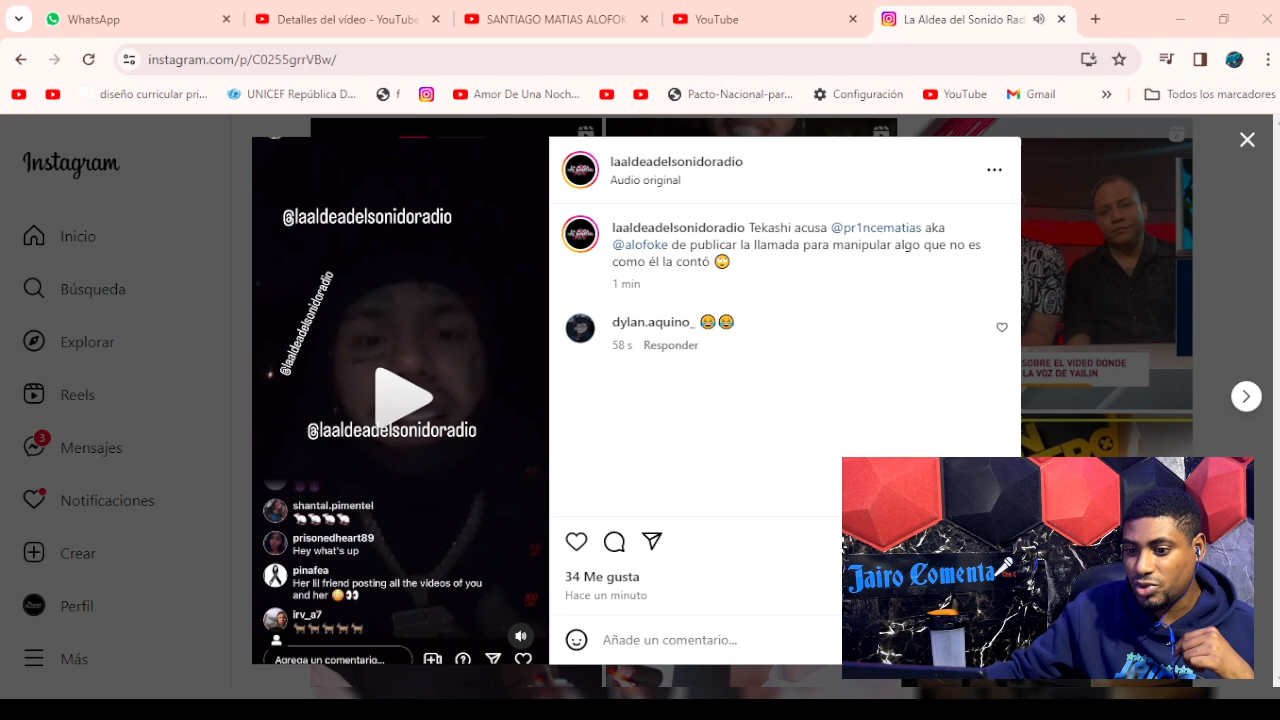 WhatsApp
Detalles del vídeo - YouTube
SANTIAGO MATIAS ALOFOK
YouTube
La Aldea del Sonido Rad
instagram.com/p/C0255grrVBw/
diseño curricular pri...
UNICEF República D...
f
Amor De Una Noch...
Pacto-Nacional-par...
Configuración
YouTube
Gmail
Todos los marcadores
Instagram
Inicio
Búsqueda
Explorar
Reels
3
Mensajes
Notificaciones
Crear
Perfil
Más
@laaldeadelsonidoradio
@laaldeadelsonidoradio
@laaldeadelsonidoradio
shantal.pimentel
prisonedheart89
Hey what's up
pinafea
Her lil friend posting all the videos of you
and her 😳👀
irv_a7
🐐🐐🐐🐐🐐
Agrega un comentario...
laaldeadelsonidoradio
Audio original
laaldeadelsonidoradio Tekashi acusa @pr1ncematias aka
@alofoke de publicar la llamada para manipular algo que no es
como él la contó 🙄
1 min
dylan.aquino_ 😂😂
58 s Responder
34 Me gusta
Hace un minuto
Añade un comentario...
SOBRE EL VIDEO DONDE
LA VOZ DE YAILIN
Jairo Comenta